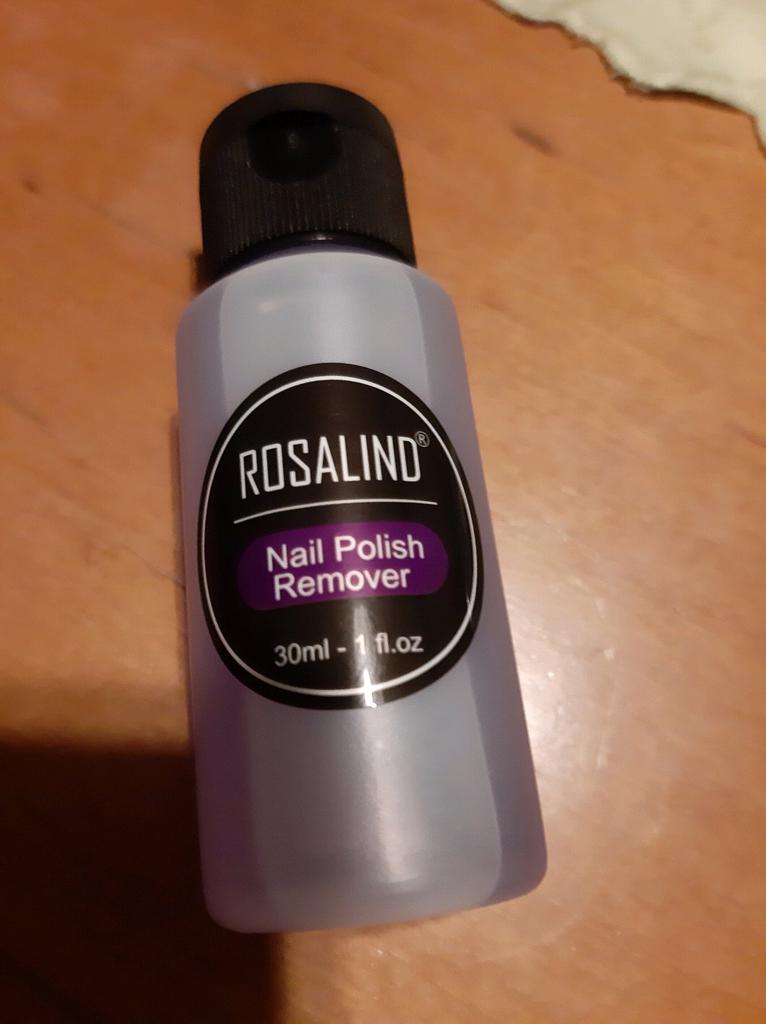 ROSALIND®
Nail Polish
Remover
30ml - 1 fl.oz